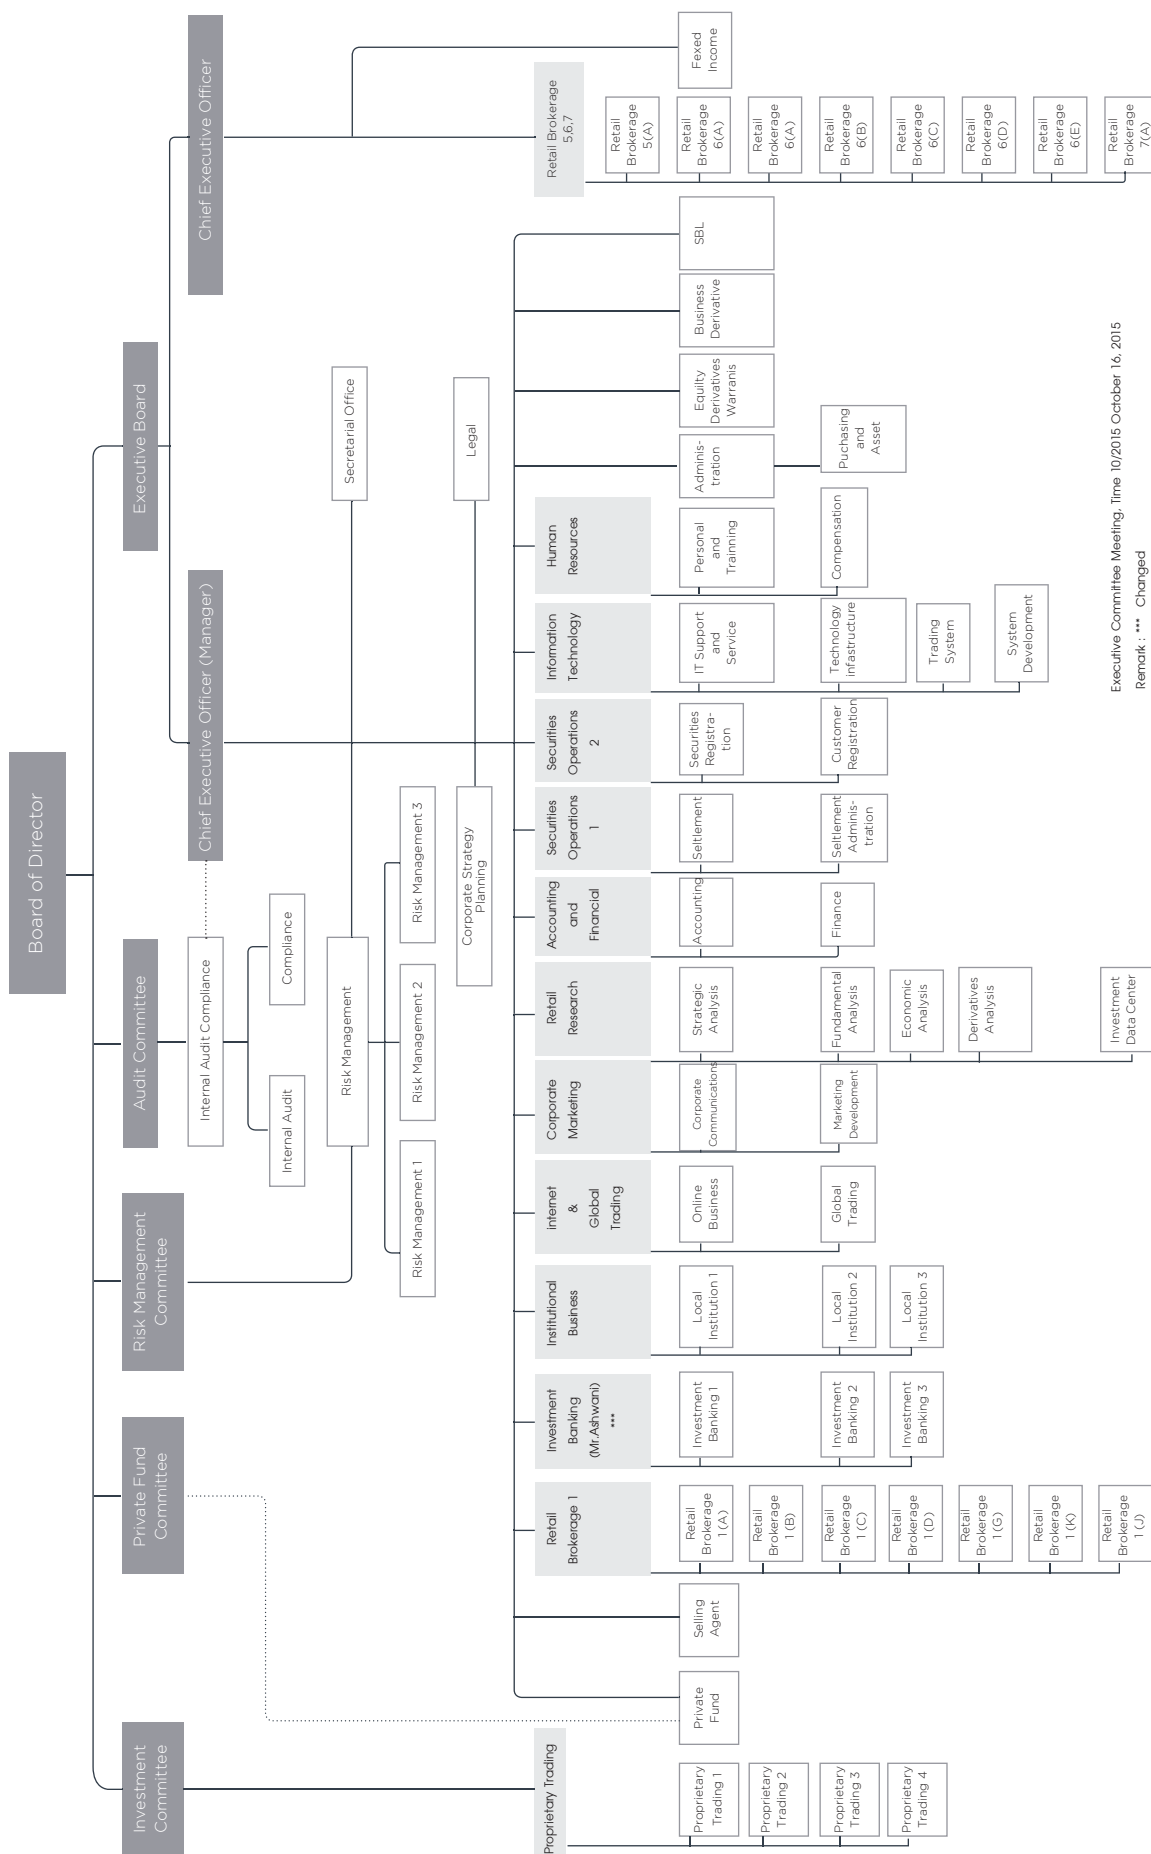 Board of Director
Investment
Committee
Private Fund
Committee
Risk Management
Committee
Audit Committee
Executive Board
Internal Audit Compliance
Chief Executive Officer (Manager)
Chief Executive Officer
Internal Audit
Compliance
Risk Management
Secretarial Office
Risk Management 1
Risk Management 2
Risk Management 3
Corporate Strategy
Planning
Legal
Proprietary Trading
Retail
Brokerage 1
Investment
Banking
(Mr.Ashwani)
***
Institutional
Business
internet
&
Global
Trading
Corporate
Marketing
Retail
Research
Accounting
and
Financial
Securities
Operations
1
Securities
Operations
2
Information
Technology
Human
Resources
Retail Brokerage
5,6,7
Proprietary
Trading 1
Proprietary
Trading 2
Proprietary
Trading 3
Proprietary
Trading 4
Private
Fund
Selling
Agent
Retail
Brokerage
1 (A)
Retail
Brokerage
1 (B)
Retail
Brokerage
1 (C)
Retail
Brokerage
1 (D)
Retail
Brokerage
1 (G)
Retail
Brokerage
1 (K)
Retail
Brokerage
1 (J)
Investment
Banking 1
Investment
Banking 2
Investment
Banking 3
Local
Institution 1
Local
Institution 2
Local
Institution 3
Online
Business
Global
Trading
Corporate
Communications
Marketing
Development
Strategic
Analysis
Fundamental
Analysis
Economic
Analysis
Derivatives
Analysis
Investment
Data Center
Accounting
Finance
Seltlement
Seltlement
Adminis-
tration
Securities
Registra-
tion
Customer
Registration
IT Support
and
Service
Technology
infastructure
Trading
System
System
Development
Personal
and
Trainning
Compensation
Adminis-
tration
Puchasing
and
Asset
Equilty
Derivatives
Warranis
Business
Derivative
SBL
Retail
Brokerage
5(A)
Retail
Brokerage
6(A)
Retail
Brokerage
6(A)
Retail
Brokerage
6(B)
Retail
Brokerage
6(C)
Retail
Brokerage
6(D)
Retail
Brokerage
6(E)
Retail
Brokerage
7(A)
Fexed
Income
Executive Committee Meeting, Time 10/2015 October 16, 2015
Remark : *** Changed